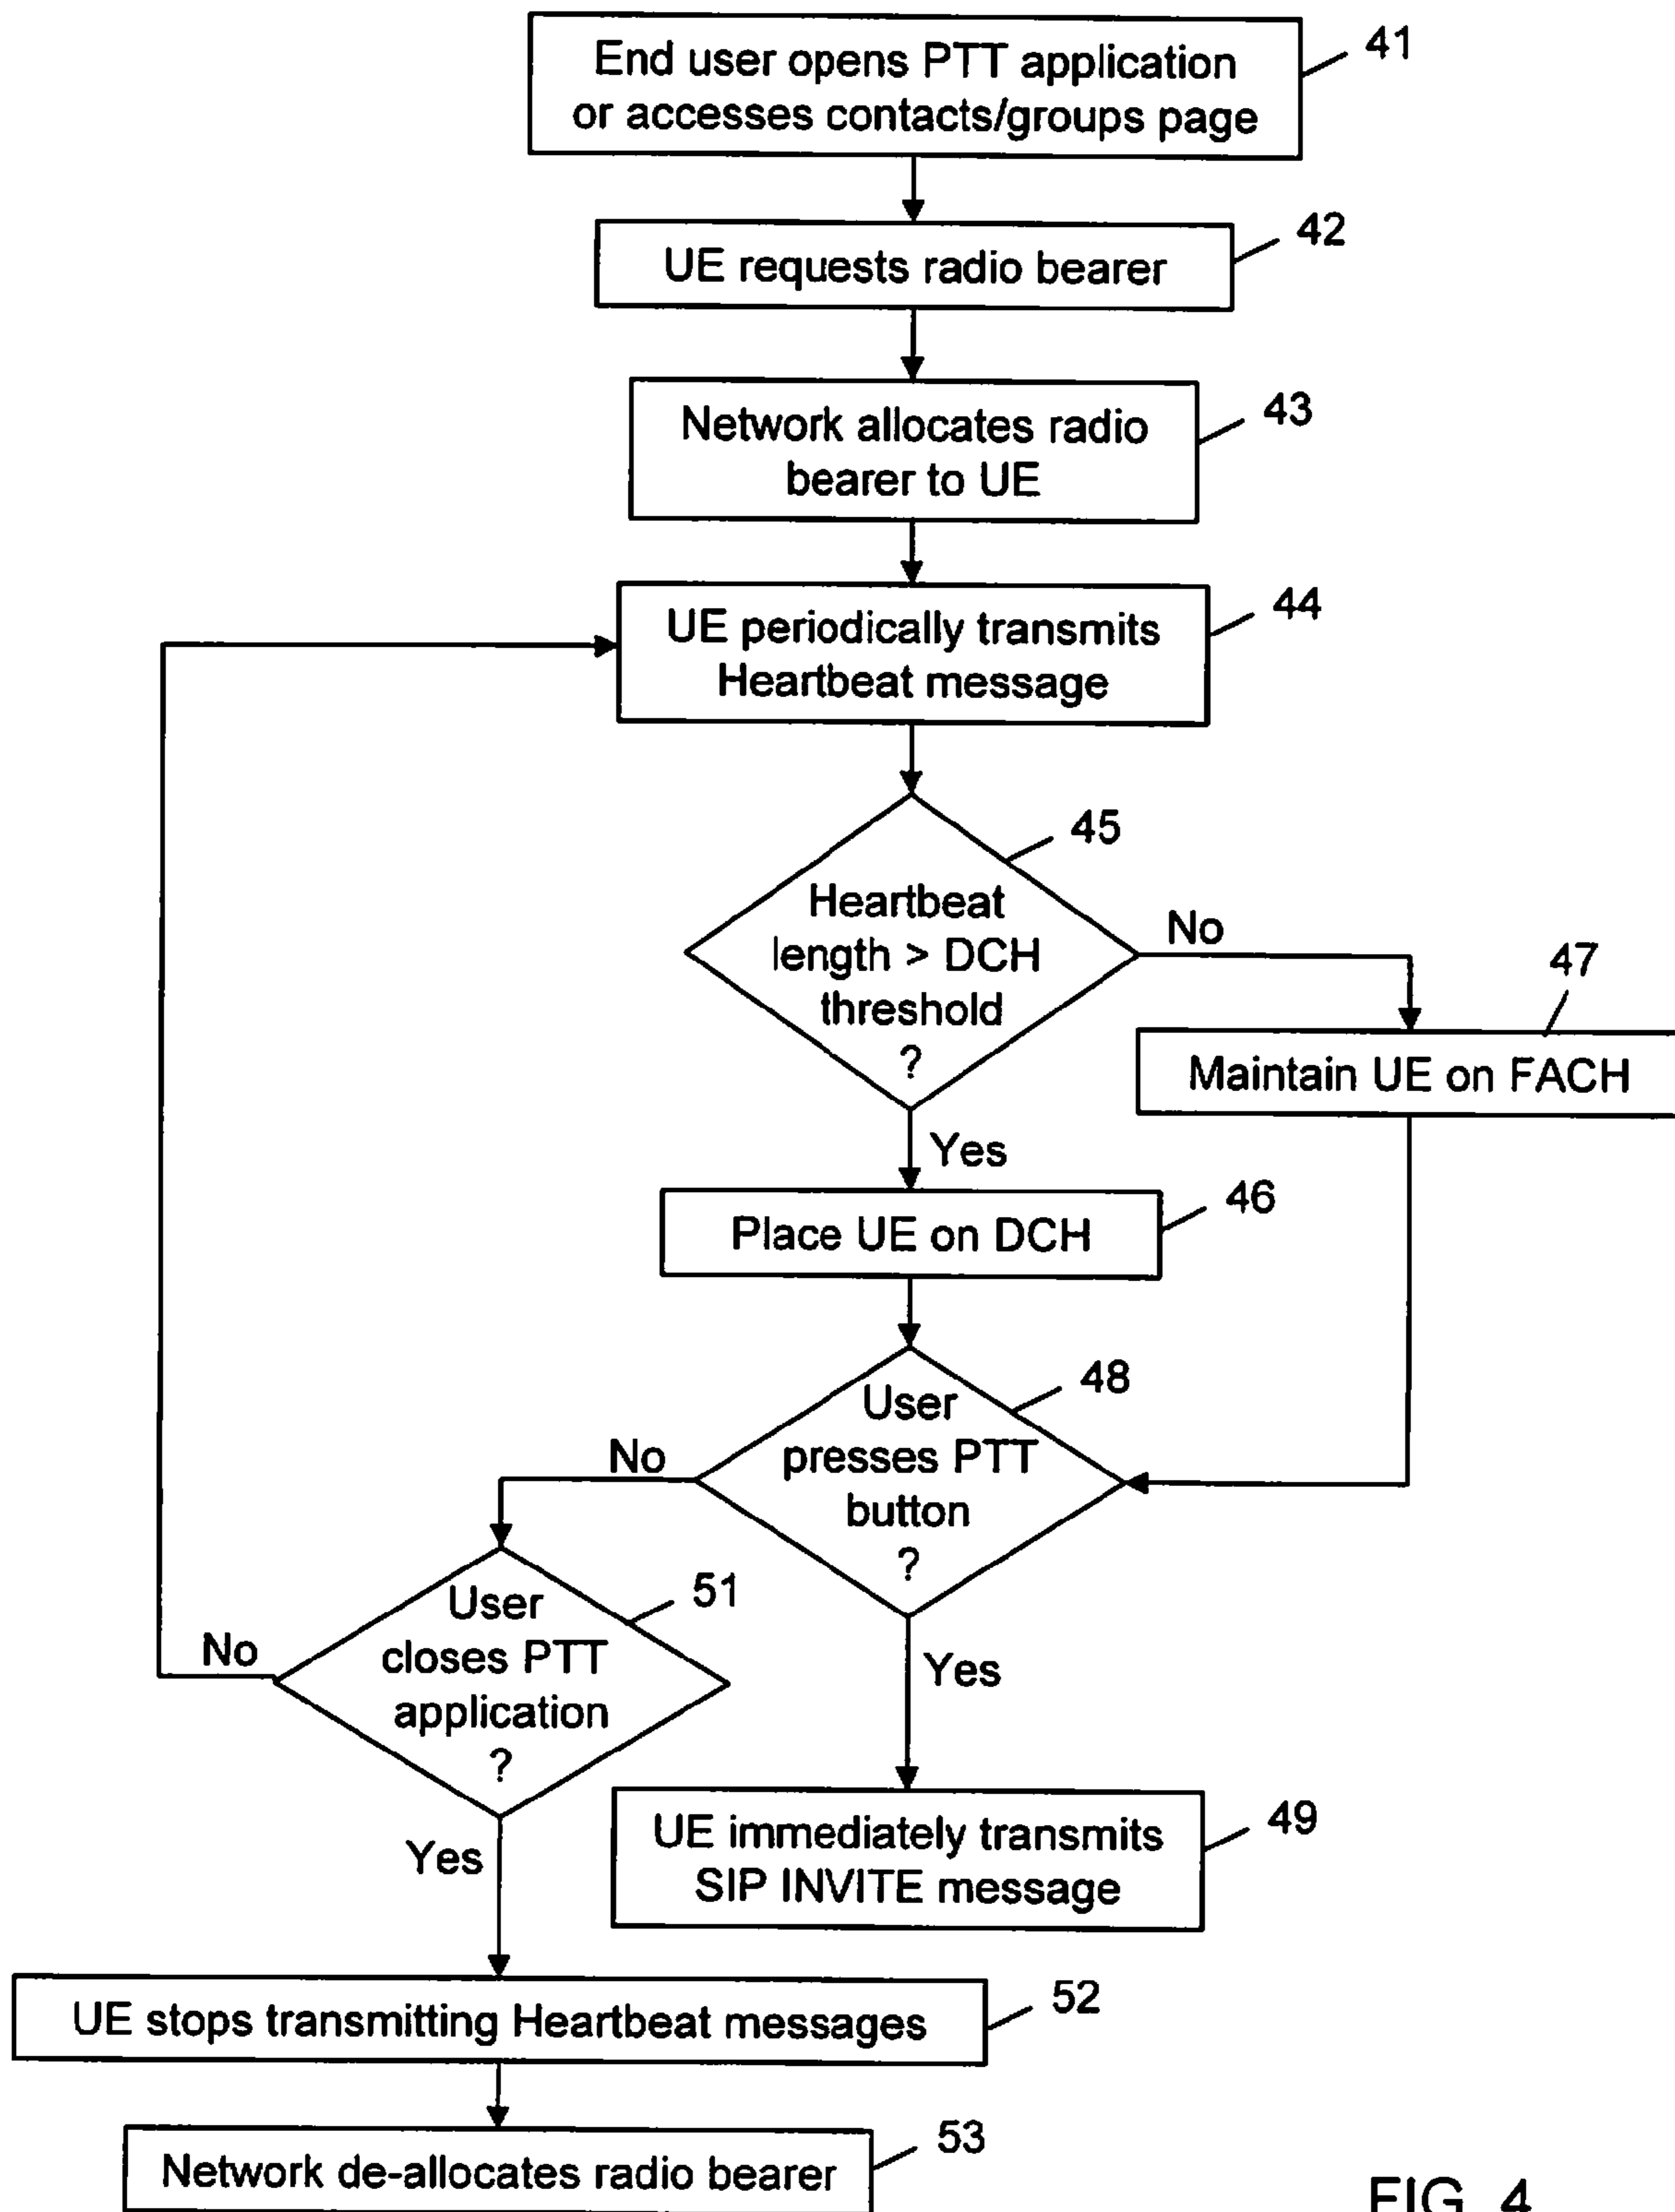 End user opens PTT application
or accesses contacts/groups page
41
UE requests radio bearer
42
Network allocates radio
bearer to UE
43
UE periodically transmits
Heartbeat message
44
Heartbeat
length > DCH
threshold
?
45
No
47
Maintain UE on FACH
Yes
Place UE on DCH
46
User
presses PTT
button
?
48
No
User
closes PTT
application
?
51
No
Yes
UE immediately transmits
SIP INVITE message
49
Yes
UE stops transmitting Heartbeat messages
52
Network de-allocates radio bearer
53
FIG. 4